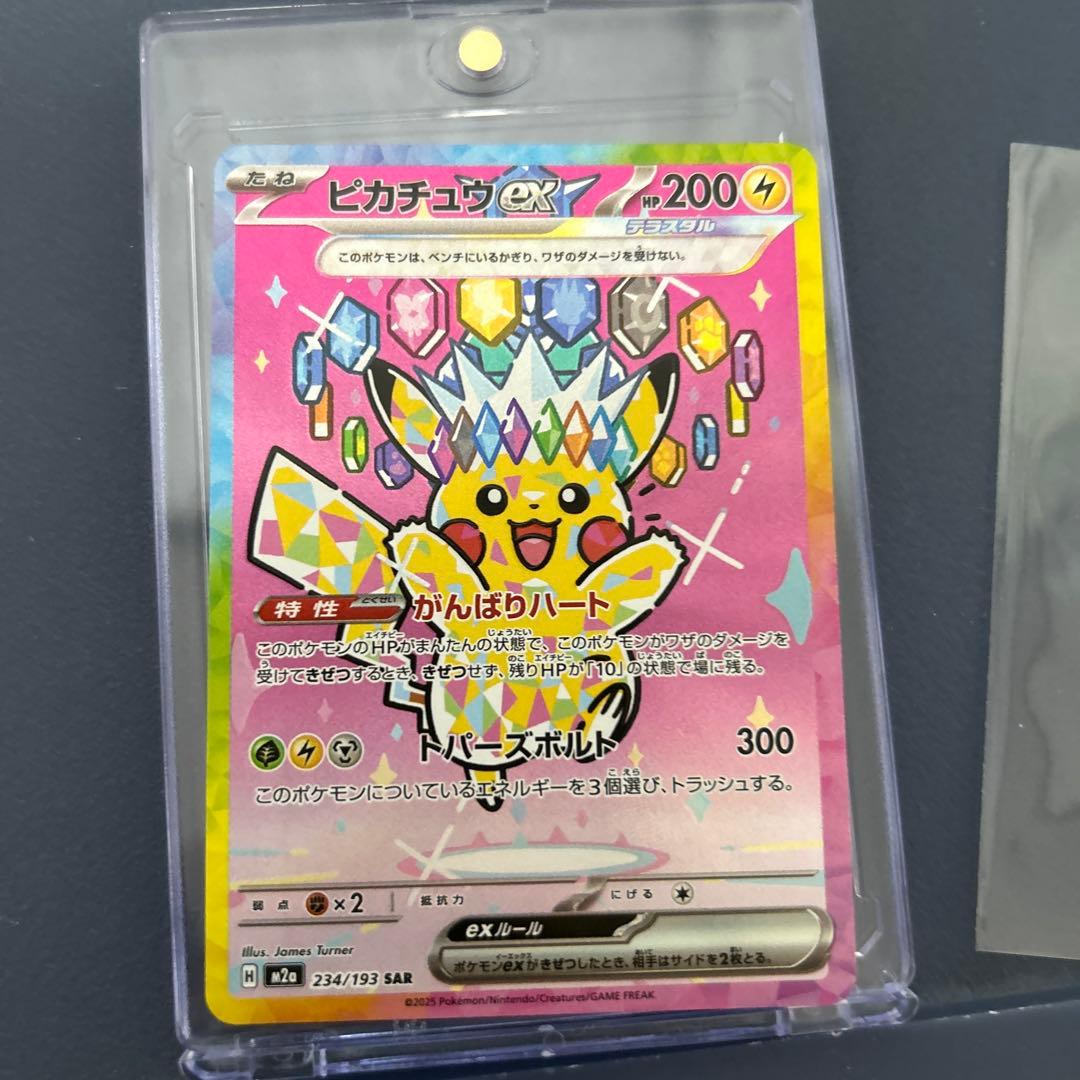 たね ピカチュウex HP200
テラスタル
このポケモンは、ベンチにいるかぎり、ワザのダメージを受けない。
特性 とくせい がんばりハート
このポケモンのHPがまんたんの状態で、このポケモンがワザのダメージを
受けてきぜつするとき、きぜつせず、残りHPが「10」の状態で場に残る。
トパーズボルト 300
このポケモンについているエネルギーを3個選び、トラッシュする。
弱点 ×2 抵抗力 にげる
exルール
ポケモンexがきぜつしたとき、相手はサイドを2枚とる。
Illus. James Turner
H m2a 234/193 SAR
©2025 Pokémon/Nintendo/Creatures/GAME FREAK.